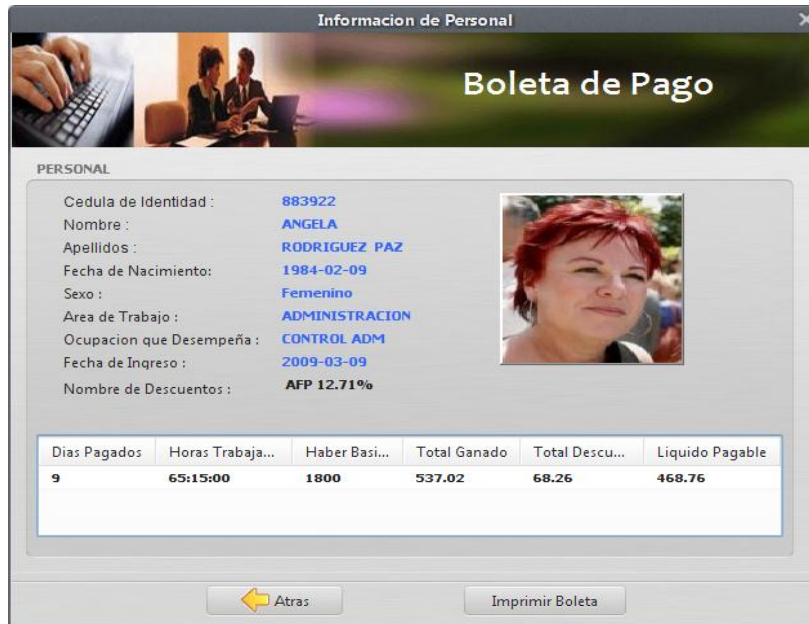 Informacion de Personal
Boleta de Pago
PERSONAL
Cedula de Identidad : 883922
Nombre : ANGELA
Apellidos : RODRIGUEZ PAZ
Fecha de Nacimiento: 1984-02-09
Sexo : Femenino
Area de Trabajo : ADMINISTRACION
Ocupacion que Desempeña : CONTROL ADM
Fecha de Ingreso : 2009-03-09
Nombre de Descuentos : AFP 12.71%
Dias Pagados Horas Trabaja... Haber Basi... Total Ganado Total Descu... Liquido Pagable
9 65:15:00 1800 537.02 68.26 468.76
Atras Imprimir Boleta